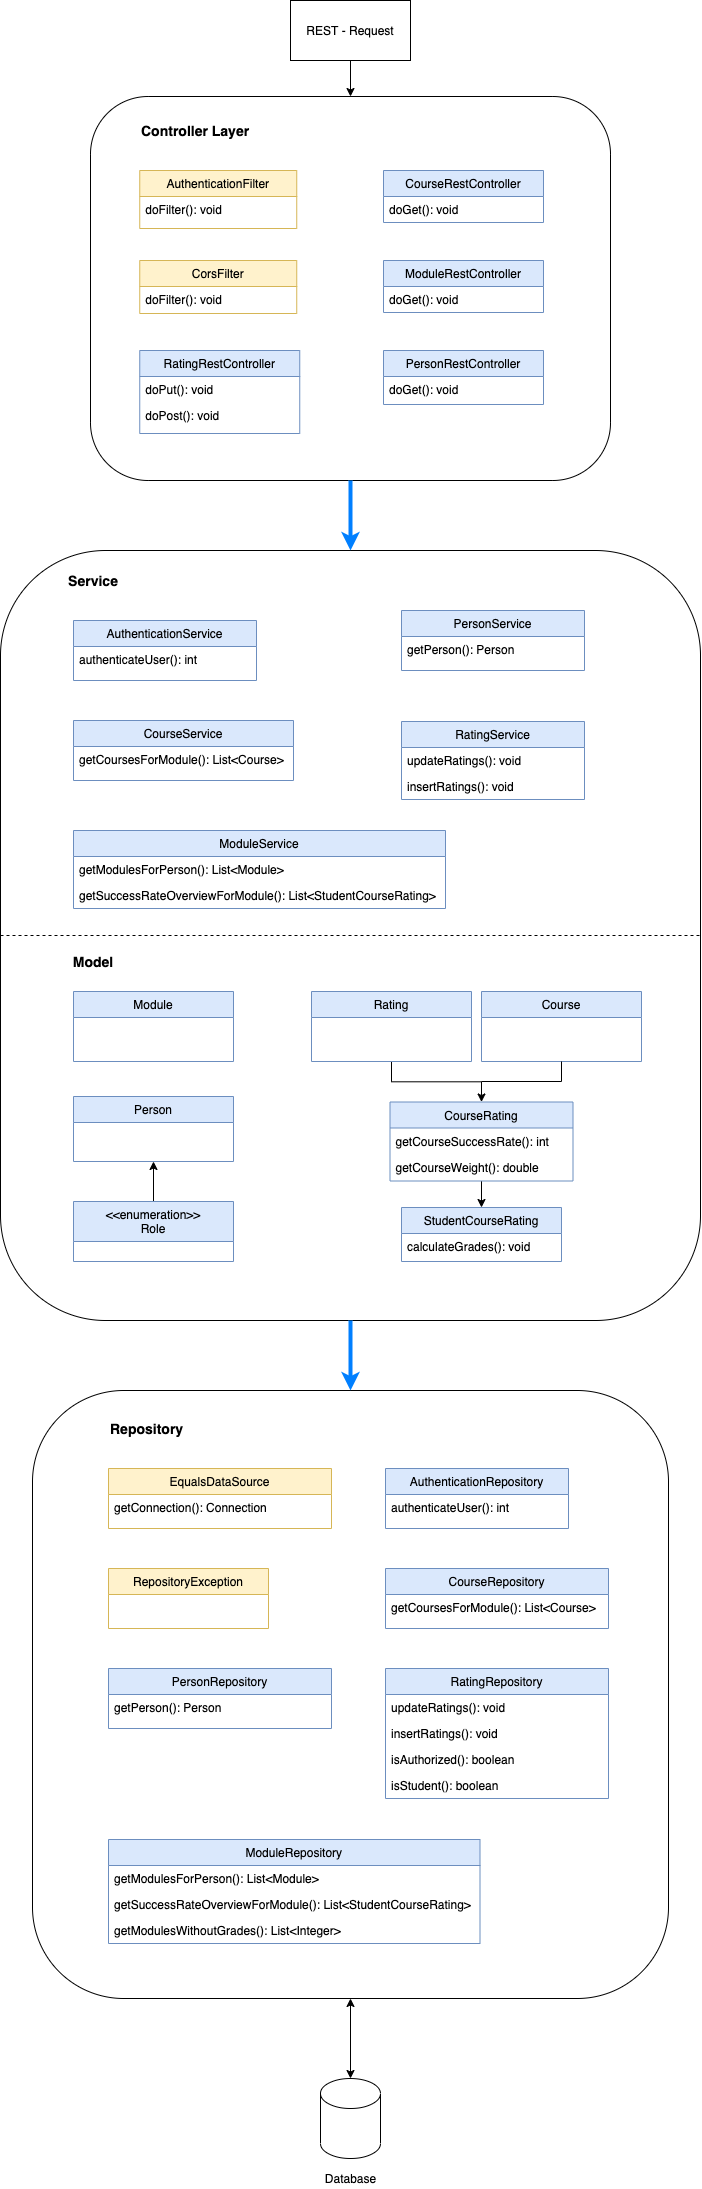 REST - Request
Controller Layer
AuthenticationFilter
doFilter(): void
CourseRestController
doGet(): void
CorsFilter
doFilter(): void
ModuleRestController
doGet(): void
RatingRestController
doPut(): void
doPost(): void
PersonRestController
doGet(): void
Service
AuthenticationService
authenticateUser(): int
PersonService
getPerson(): Person
CourseService
getCoursesForModule(): List<Course>
RatingService
updateRatings(): void
insertRatings(): void
ModuleService
getModulesForPerson(): List<Module>
getSuccessRateOverviewForModule(): List<StudentCourseRating>
Model
Module
Rating
Course
Person
CourseRating
getCourseSuccessRate(): int
getCourseWeight(): double
<<enumeration>>
Role
StudentCourseRating
calculateGrades(): void
Repository
EqualsDataSource
getConnection(): Connection
AuthenticationRepository
authenticateUser(): int
RepositoryException
CourseRepository
getCoursesForModule(): List<Course>
PersonRepository
getPerson(): Person
RatingRepository
updateRatings(): void
insertRatings(): void
isAuthorized(): boolean
isStudent(): boolean
ModuleRepository
getModulesForPerson(): List<Module>
getSuccessRateOverviewForModule(): List<StudentCourseRating>
getModulesWithoutGrades(): List<Integer>
Database